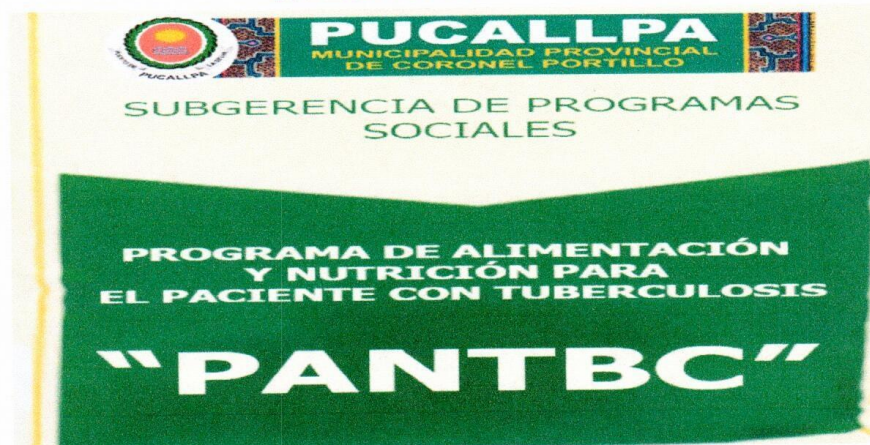 PUCALLPA
MUNICIPALIDAD PROVINCIAL
DE CORONEL PORTILLO
PUCALLPA
SUBGERENCIA DE PROGRAMAS
SOCIALES
PROGRAMA DE ALIMENTACIÓN
Y NUTRICIÓN PARA
EL PACIENTE CON TUBERCULOSIS
"PANTBC"